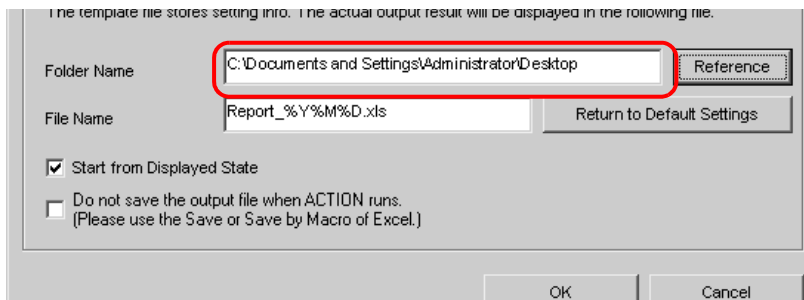 The template file stores setting info. The actual output result will be displayed in the following file.
Folder Name
C:\Documents and Settings\Administrator\Desktop
Reference
File Name
Report_%Y%M%D.xls
Return to Default Settings
Start from Displayed State
Do not save the output file when ACTION runs.
(Please use the Save or Save by Macro of Excel.)
OK
Cancel